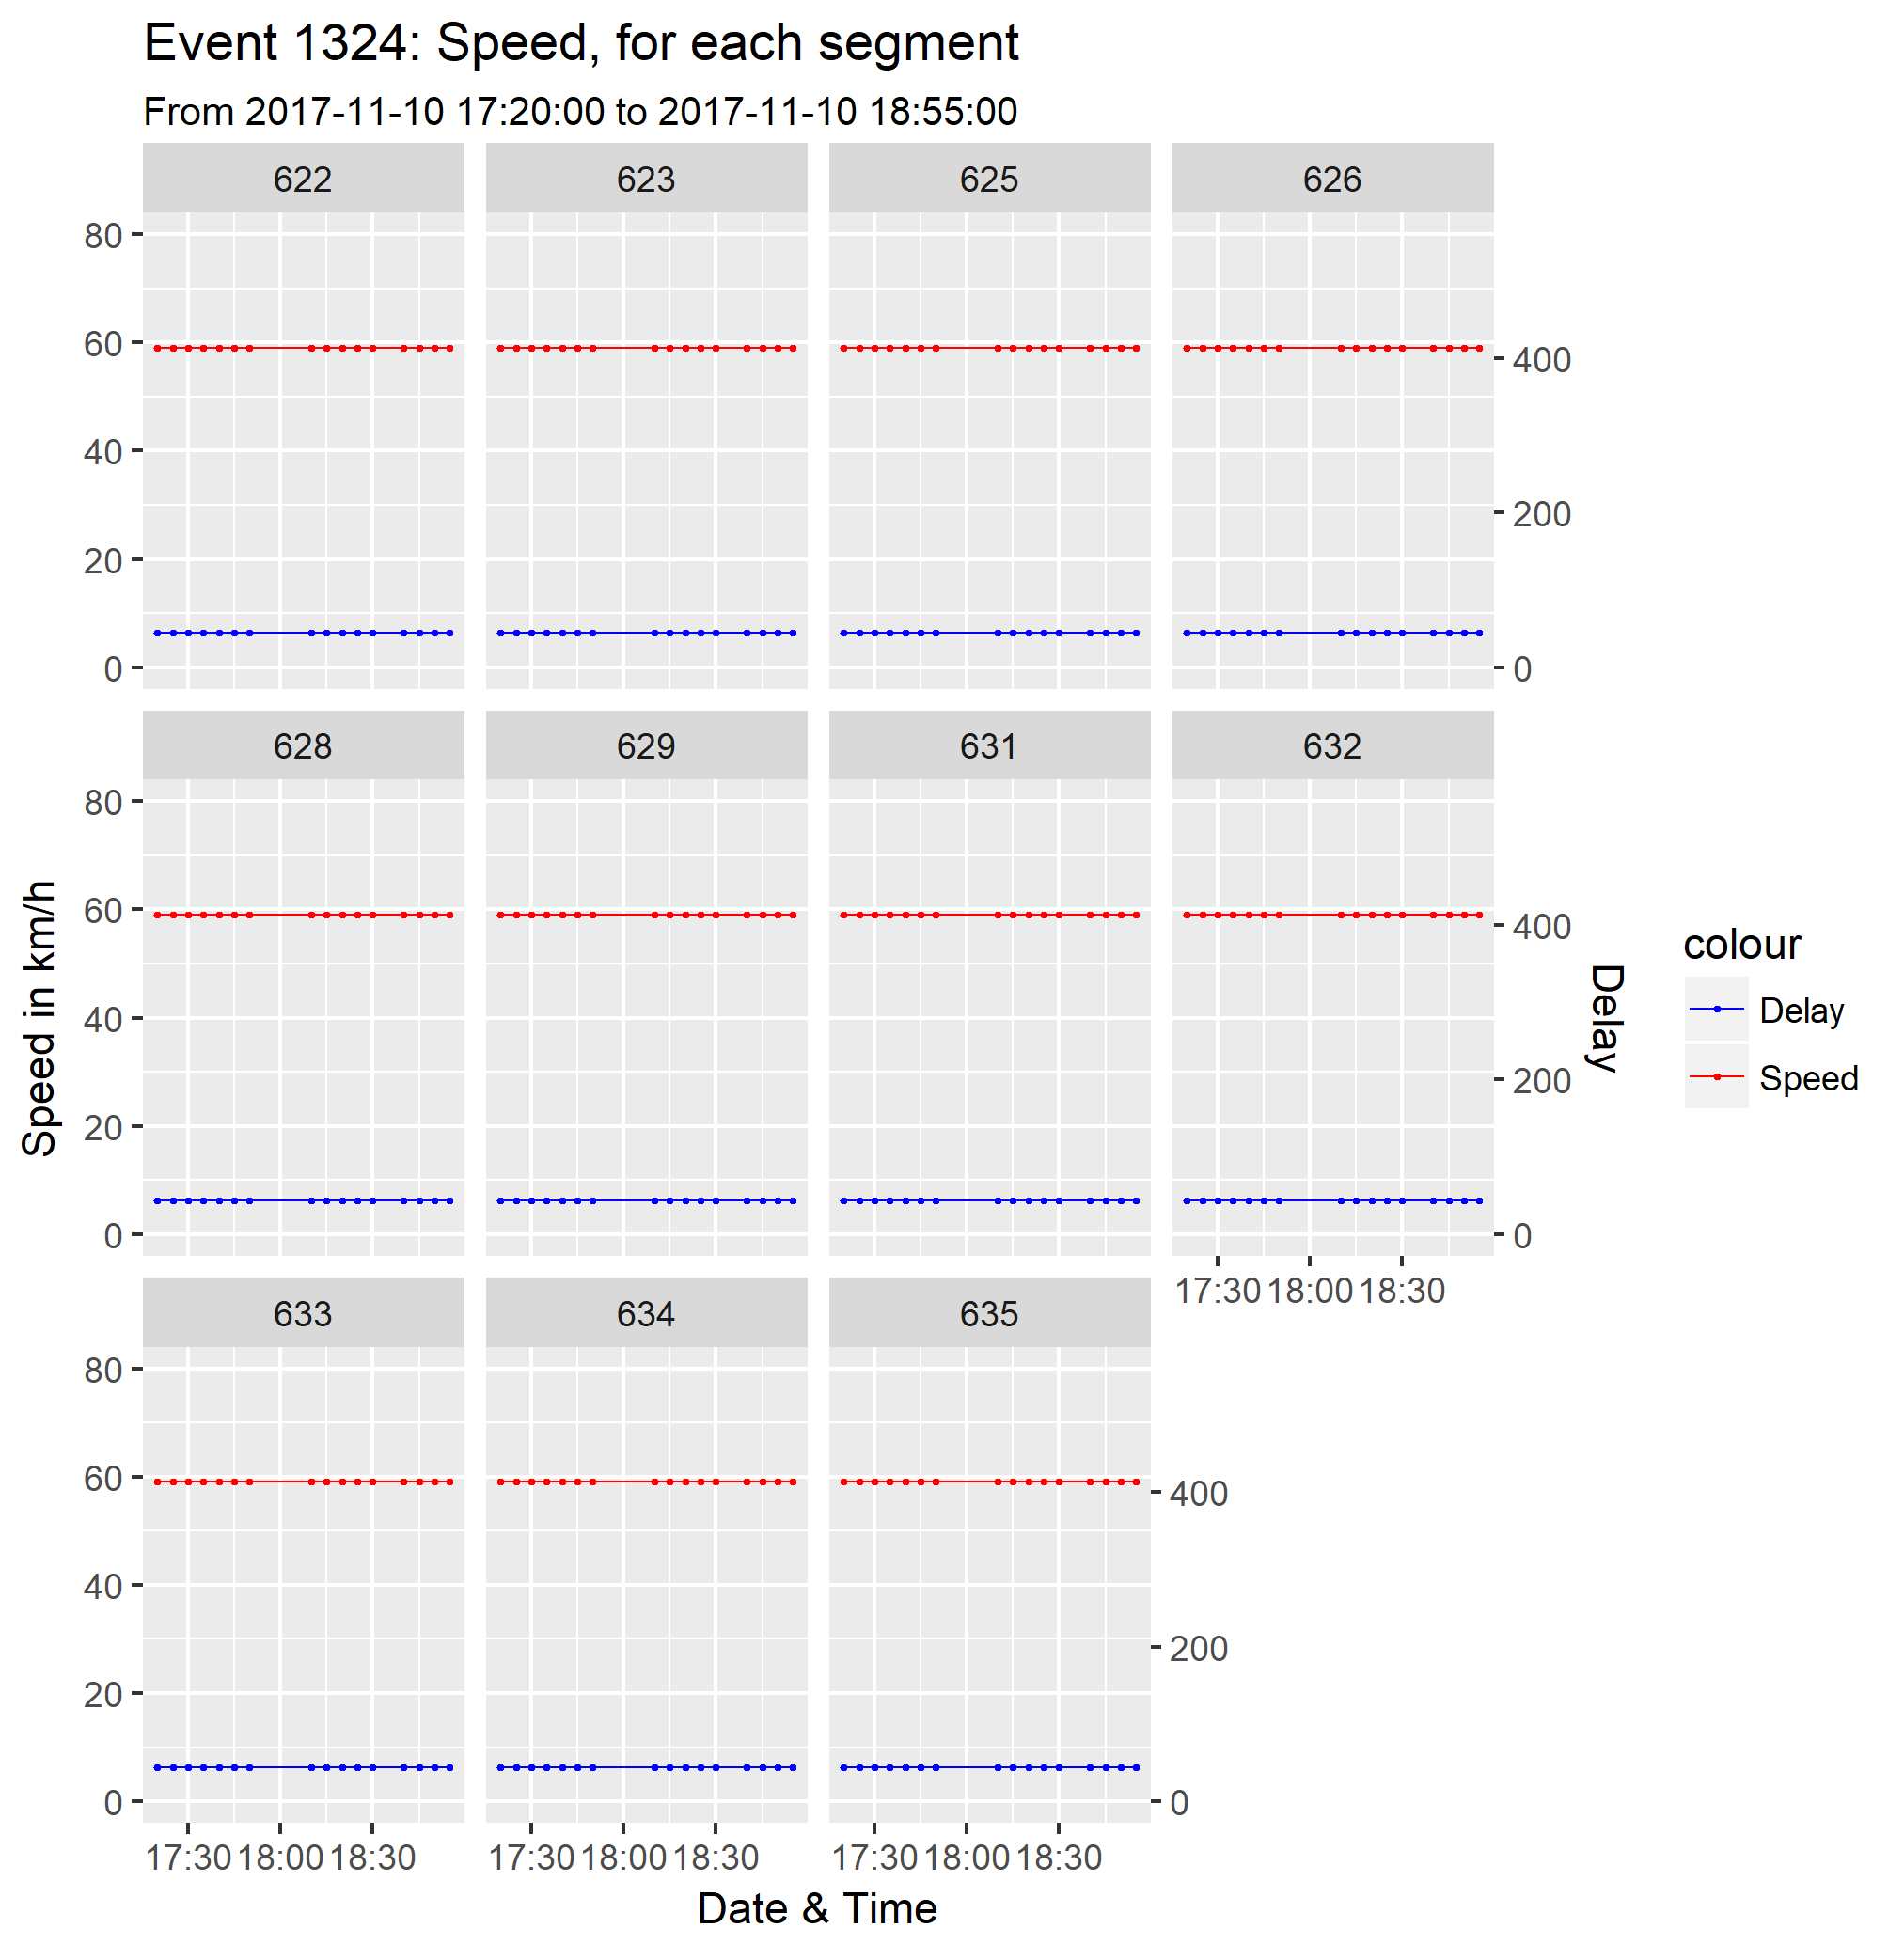 Event 1324: Speed, for each segment
From 2017-11-10 17:20:00 to 2017-11-10 18:55:00
622 623 625 626
80
60
40
20
0
400
200
0
628 629 631 632
80
60
40
20
0
400
200
0
17:30 18:00 18:30
633 634 635
80
60
40
20
0
400
200
0
17:30 18:00 18:30 17:30 18:00 18:30 17:30 18:00 18:30
Date & Time
Speed in km/h
Delay
colour
Delay
Speed